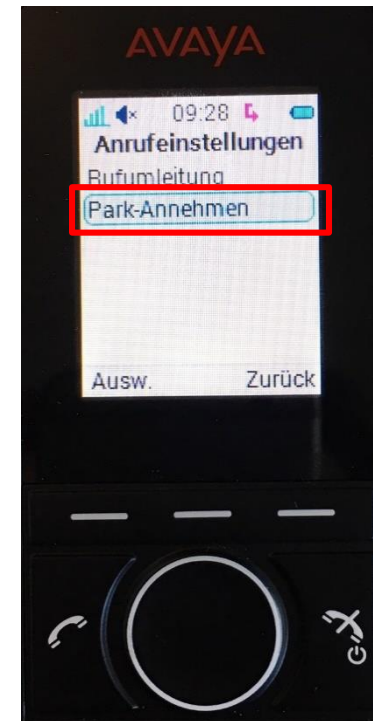 AVAYA
09:28
Anrufeinstellungen
Rufumleitung
Park-Annehmen
Ausw. Zurück